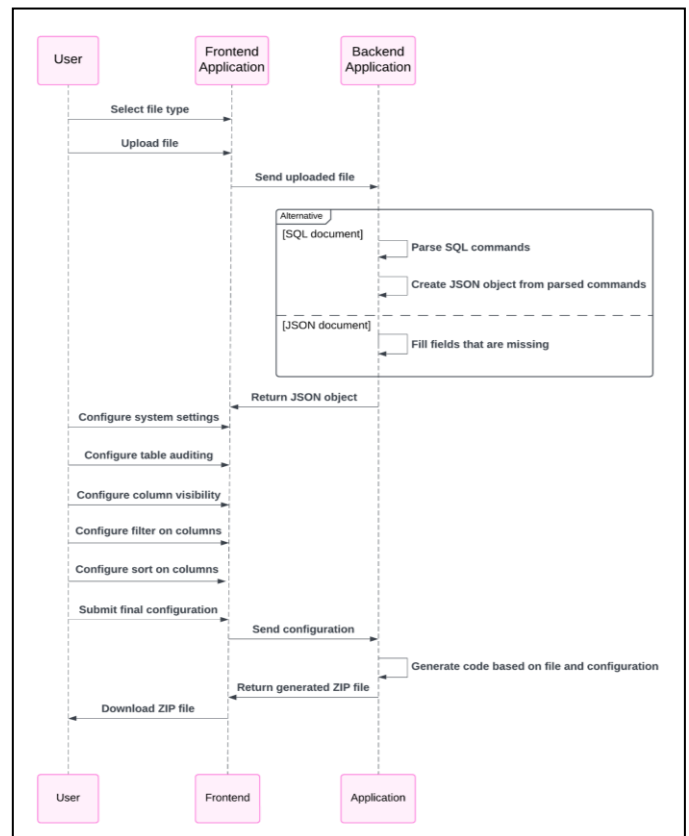 User
Frontend
Application
Backend
Application
Select file type
Upload file
Send uploaded file
Alternative
[SQL document]
Parse SQL commands
Create JSON object from parsed commands
[JSON document]
Fill fields that are missing
Return JSON object
Configure system settings
Configure table auditing
Configure column visibility
Configure filter on columns
Configure sort on columns
Submit final configuration
Send configuration
Generate code based on file and configuration
Return generated ZIP file
Download ZIP file
User
Frontend
Application